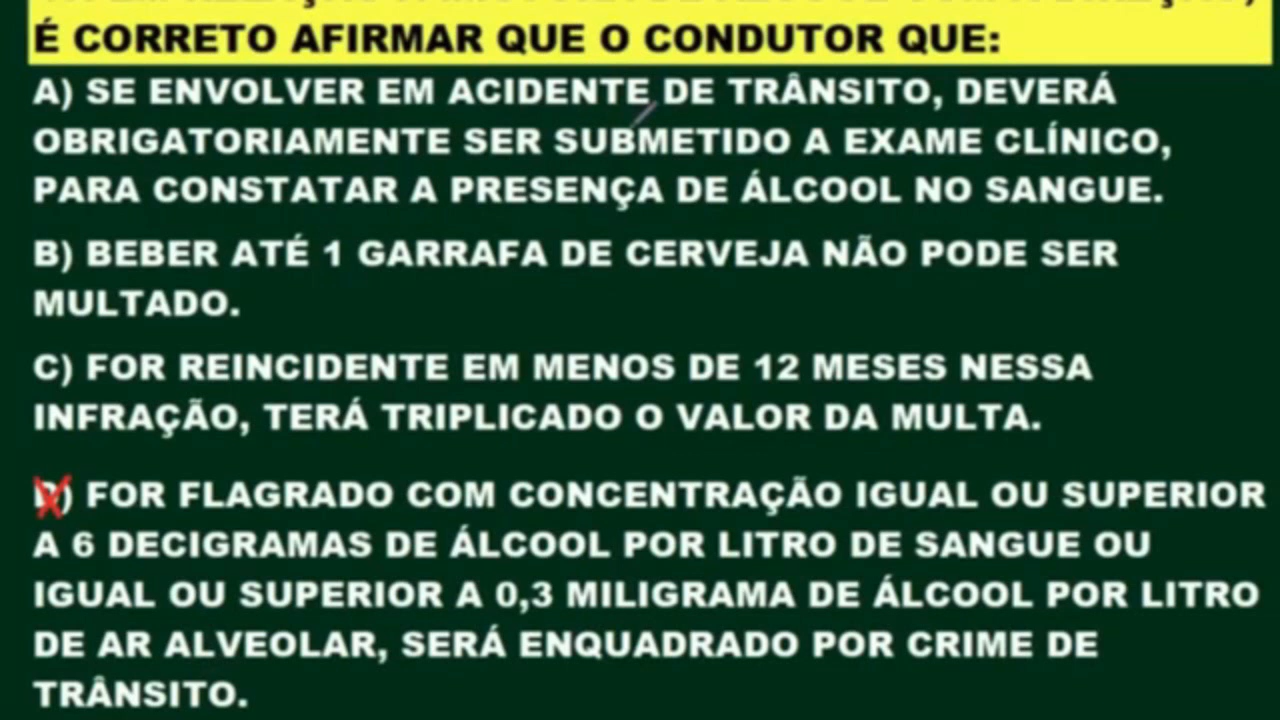 É CORRETO AFIRMAR QUE O CONDUTOR QUE:
A) SE ENVOLVER EM ACIDENTE DE TRÂNSITO, DEVERÁ
OBRIGATORIAMENTE SER SUBMETIDO A EXAME CLÍNICO,
PARA CONSTATAR A PRESENÇA DE ÁLCOOL NO SANGUE.
B) BEBER ATÉ 1 GARRAFA DE CERVEJA NÃO PODE SER
MULTADO.
C) FOR REINCIDENTE EM MENOS DE 12 MESES NESSA
INFRAÇÃO, TERÁ TRIPLICADO O VALOR DA MULTA.
D) FOR FLAGRADO COM CONCENTRAÇÃO IGUAL OU SUPERIOR
A 6 DECIGRAMAS DE ÁLCOOL POR LITRO DE SANGUE OU
IGUAL OU SUPERIOR A 0,3 MILIGRAMA DE ÁLCOOL POR LITRO
DE AR ALVEOLAR, SERÁ ENQUADRADO POR CRIME DE
TRÂNSITO.